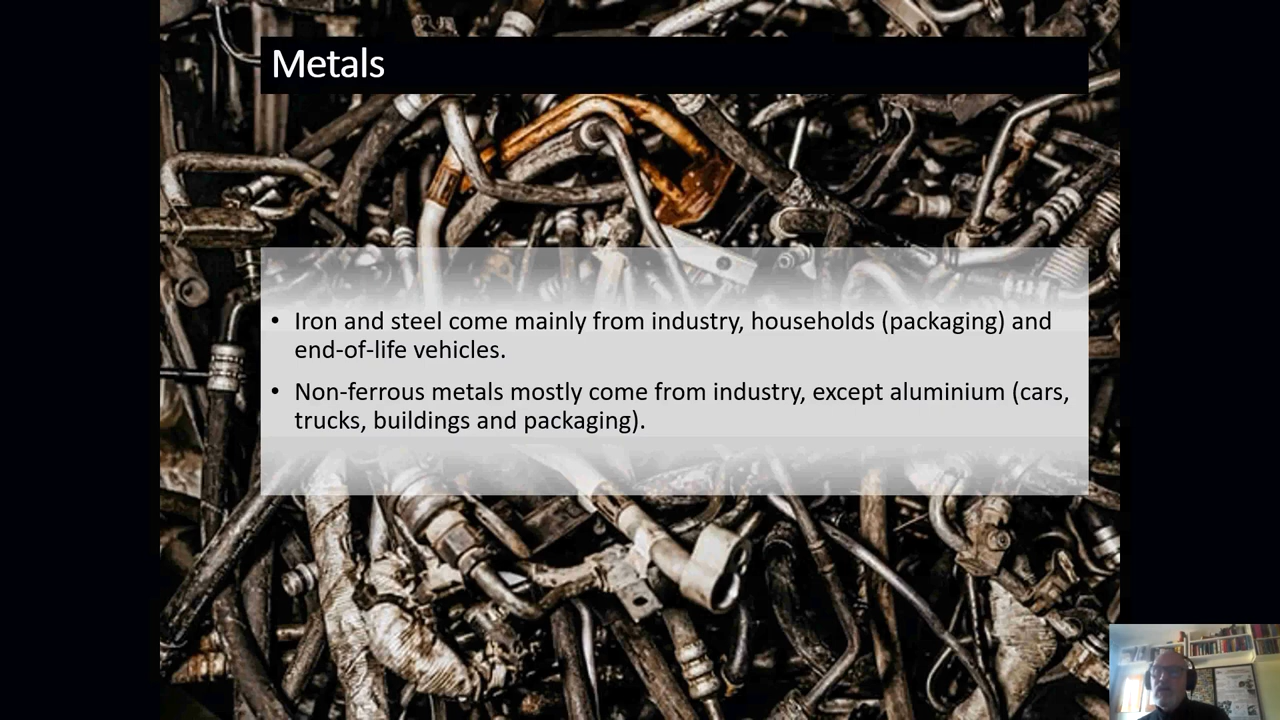 Metals
• Iron and steel come mainly from industry, households (packaging) and
end-of-life vehicles.
• Non-ferrous metals mostly come from industry, except aluminium (cars,
trucks, buildings and packaging).